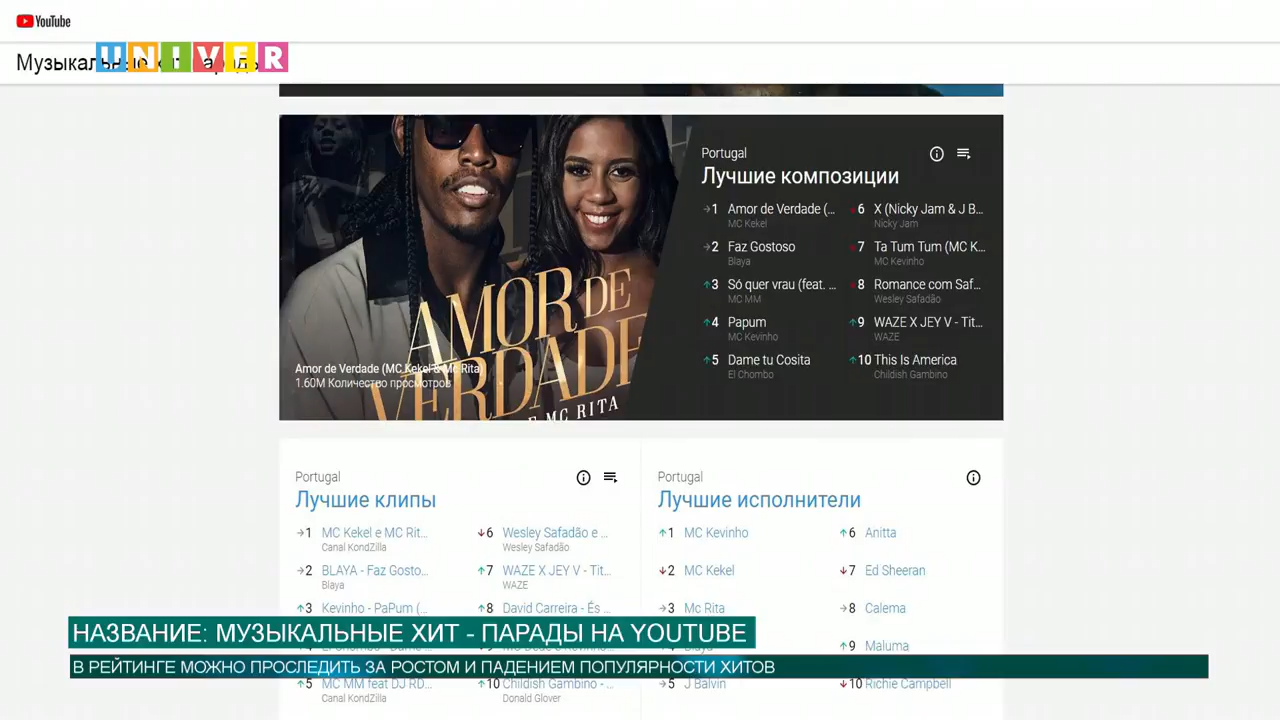 YouTube
UNIVER
Portugal
Лучшие композиции
1 Amor de Verdade (...
MC Kekel
2 Faz Gostoso
Blaya
3 Só quer vrau (feat. ...
MC MM
4 Papum
MC Kevinho
5 Dame tu Cosita
El Chombo
6 X (Nicky Jam & J B...
Nicky Jam
7 Ta Tum Tum (MC K...
MC Kevinho
8 Romance com Saf...
Wesley Safadão
9 WAZE X JEY V - Tit...
WAZE
10 This Is America
Childish Gambino
AMOR DE
VERDADE
E MC RITA
Amor de Verdade (MC Kekel & Mc Rita)
1.60M Количество просмотров
Portugal
Лучшие клипы
1 MC Kekel e MC Rit...
Canal KondZilla
2 BLAYA - Faz Gosto...
Blaya
3 Kevinho - PaPum (...
5 MC MM feat DJ RD...
Canal KondZilla
6 Wesley Safadão e ...
Wesley Safadão
7 WAZE X JEY V - Tit...
WAZE
8 David Carreira - És ...
10 Childish Gambino - ...
Donald Glover
Portugal
Лучшие исполнители
1 MC Kevinho
2 MC Kekel
3 Mc Rita
5 J Balvin
6 Anitta
7 Ed Sheeran
8 Calema
9 Maluma
10 Richie Campbell
НАЗВАНИЕ: МУЗЫКАЛЬНЫЕ ХИТ - ПАРАДЫ НА YOUTUBE
В РЕЙТИНГЕ МОЖНО ПРОСЛЕДИТЬ ЗА РОСТОМ И ПАДЕНИЕМ ПОПУЛЯРНОСТИ ХИТОВ